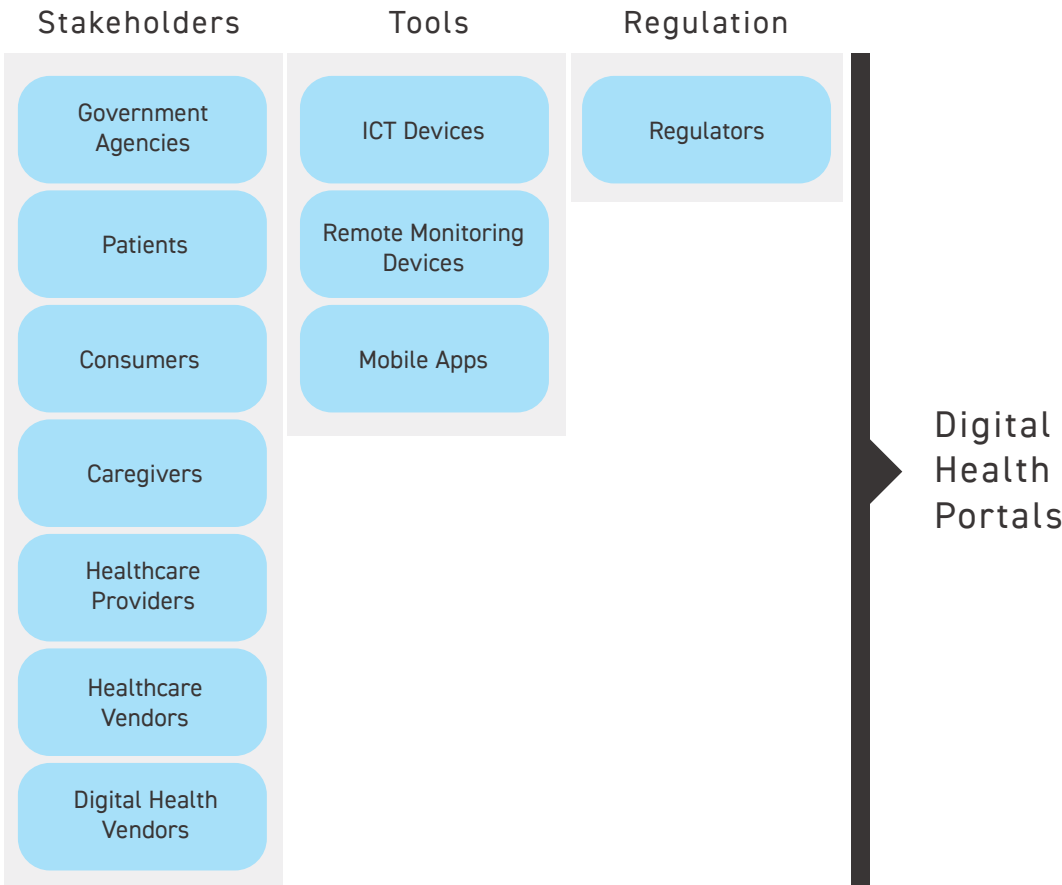 Stakeholders
Tools
Regulation
Government
Agencies
Patients
Consumers
Caregivers
Healthcare
Providers
Healthcare
Vendors
Digital Health
Vendors
ICT Devices
Remote Monitoring
Devices
Mobile Apps
Regulators
Digital
Health
Portals